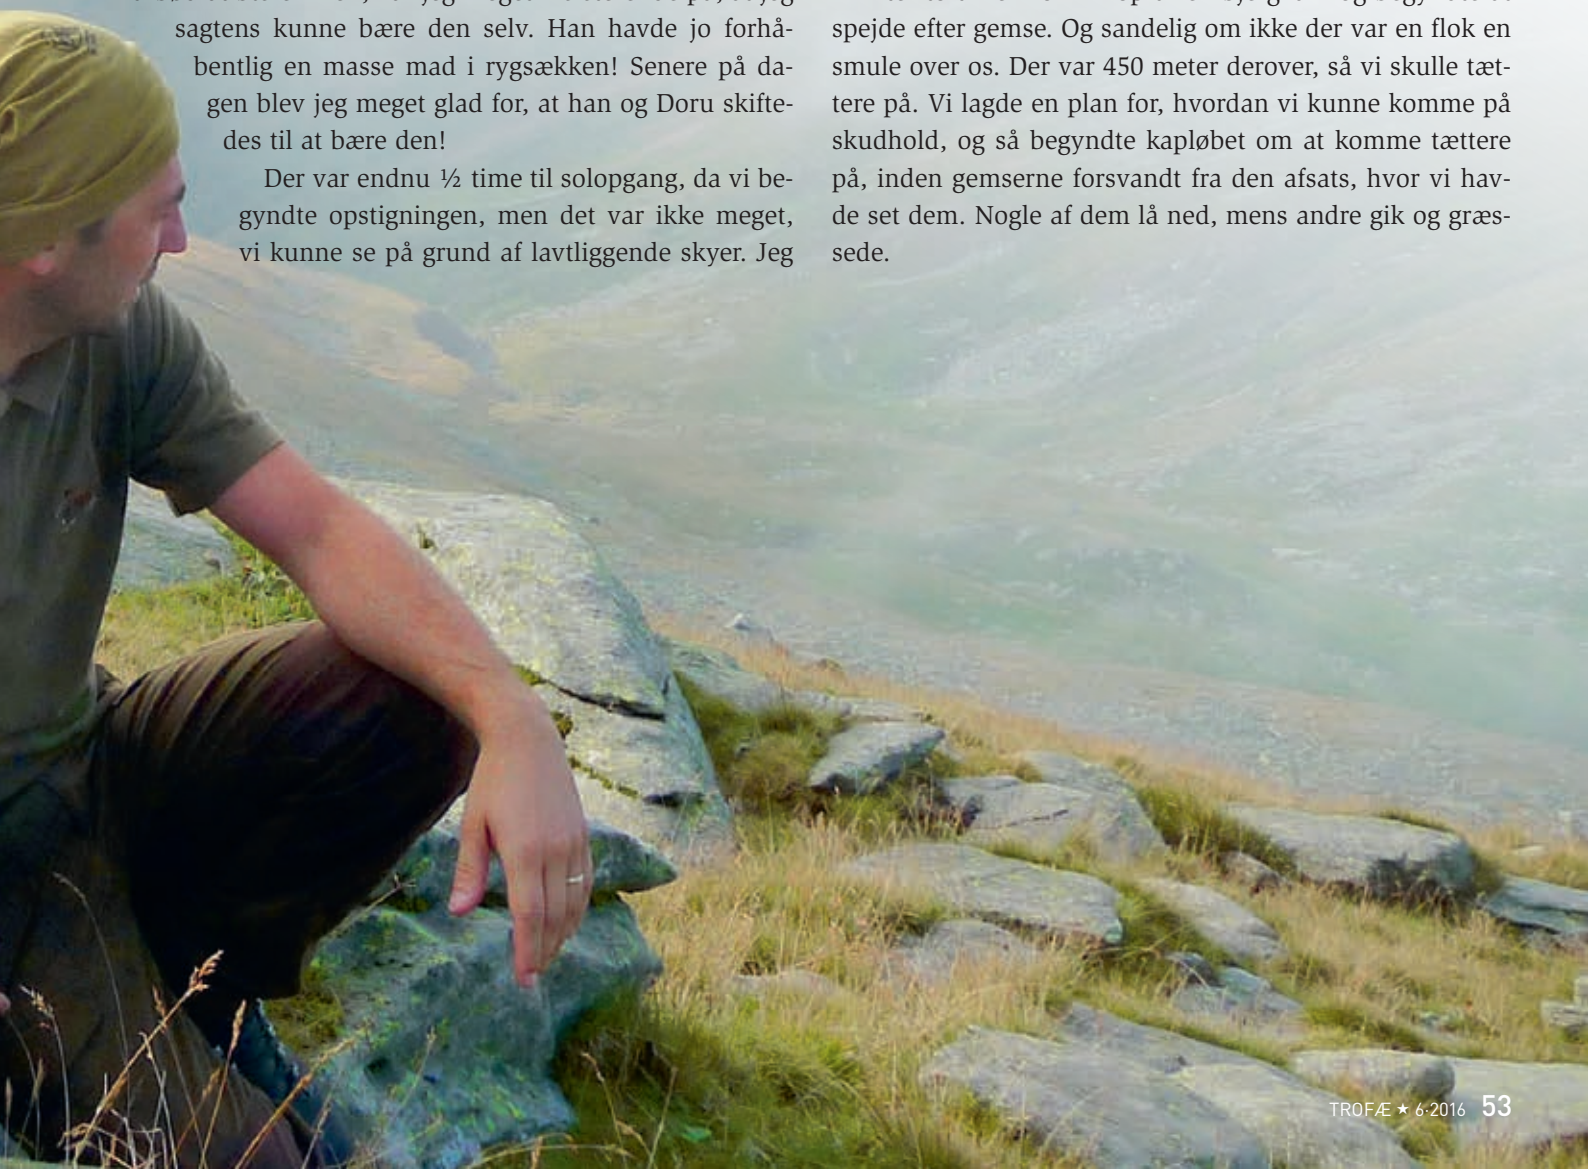 sagtens kunne bære den selv. Han havde jo forhå-
bentlig en masse mad i rygsækken! Senere på da-
gen blev jeg meget glad for, at han og Doru skifte-
des til at bære den!
Der var endnu ½ time til solopgang, da vi be-
gyndte opstigningen, men det var ikke meget,
vi kunne se på grund af lavtliggende skyer. Jeg
spejde efter gemse. Og sandelig om ikke der var en flok en
smule over os. Der var 450 meter derover, så vi skulle tæt-
tere på. Vi lagde en plan for, hvordan vi kunne komme på
skudhold, og så begyndte kapløbet om at komme tættere
på, inden gemserne forsvandt fra den afsats, hvor vi hav-
de set dem. Nogle af dem lå ned, mens andre gik og græs-
sede.
TROFÆ ★ 6·2016 53